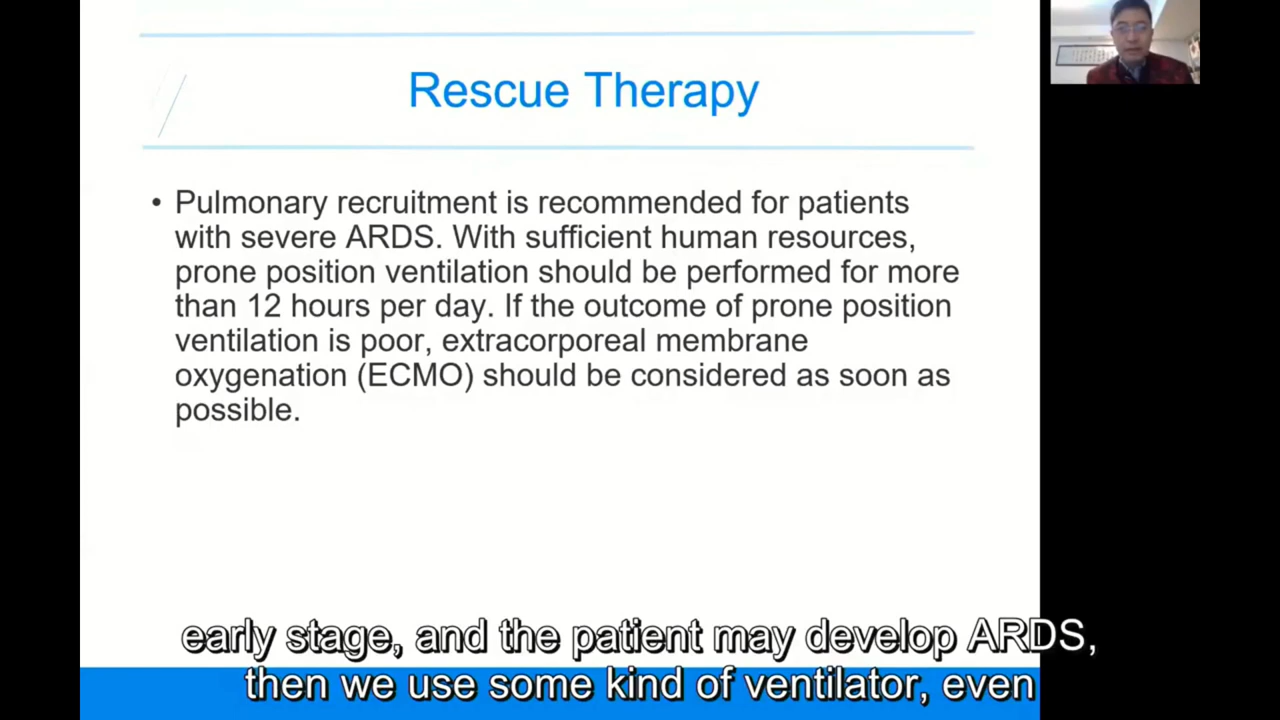 Rescue Therapy
• Pulmonary recruitment is recommended for patients
with severe ARDS. With sufficient human resources,
prone position ventilation should be performed for more
than 12 hours per day. If the outcome of prone position
ventilation is poor, extracorporeal membrane
oxygenation (ECMO) should be considered as soon as
possible.
early stage, and the patient may develop ARDS,
then we use some kind of ventilator, even